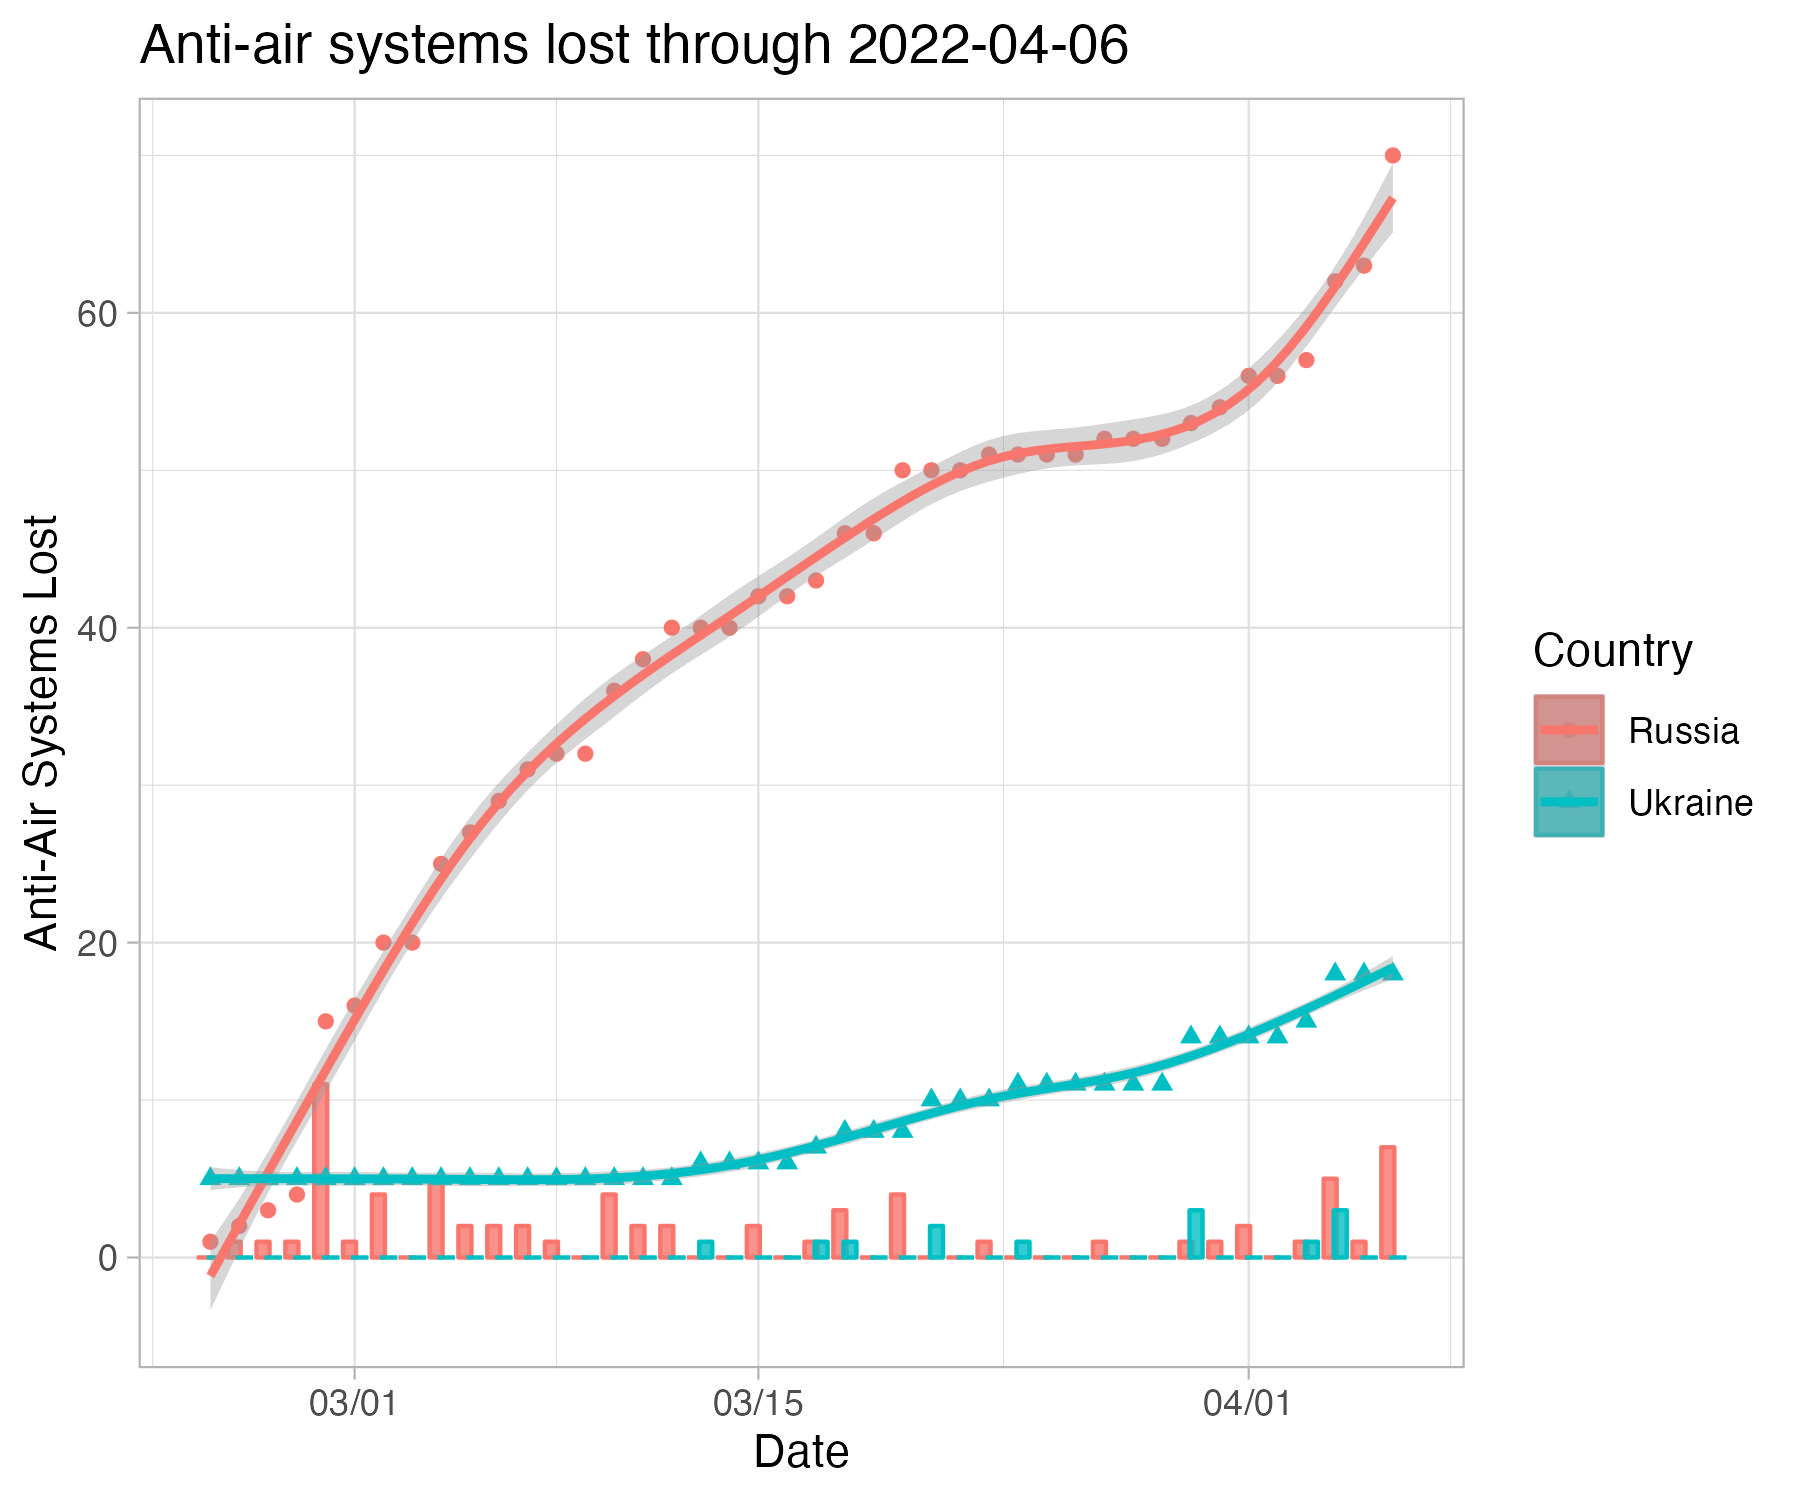 Anti-air systems lost through 2022-04-06
Anti-Air Systems Lost
60
40
20
0
03/01
03/15
04/01
Date
Country
Russia
Ukraine